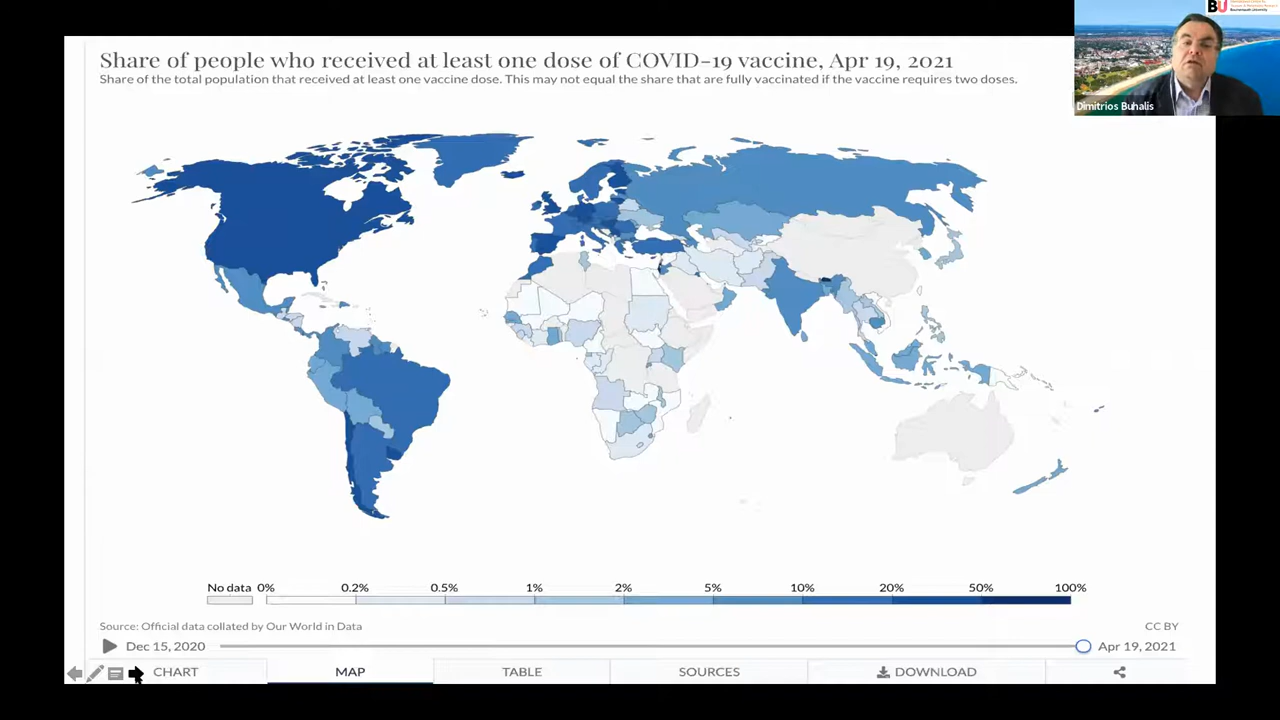 BU
Bournemouth University
Share of people who received at least one dose of COVID-19 vaccine, Apr 19, 2021
Share of the total population that received at least one vaccine dose. This may not equal the share that are fully vaccinated if the vaccine requires two doses.
Dimitrios Buhalis
No data 0% 0.2% 0.5% 1% 2% 5% 10% 20% 50% 100%
Source: Official data collated by Our World in Data CC BY
Dec 15, 2020 Apr 19, 2021
CHART MAP TABLE SOURCES DOWNLOAD